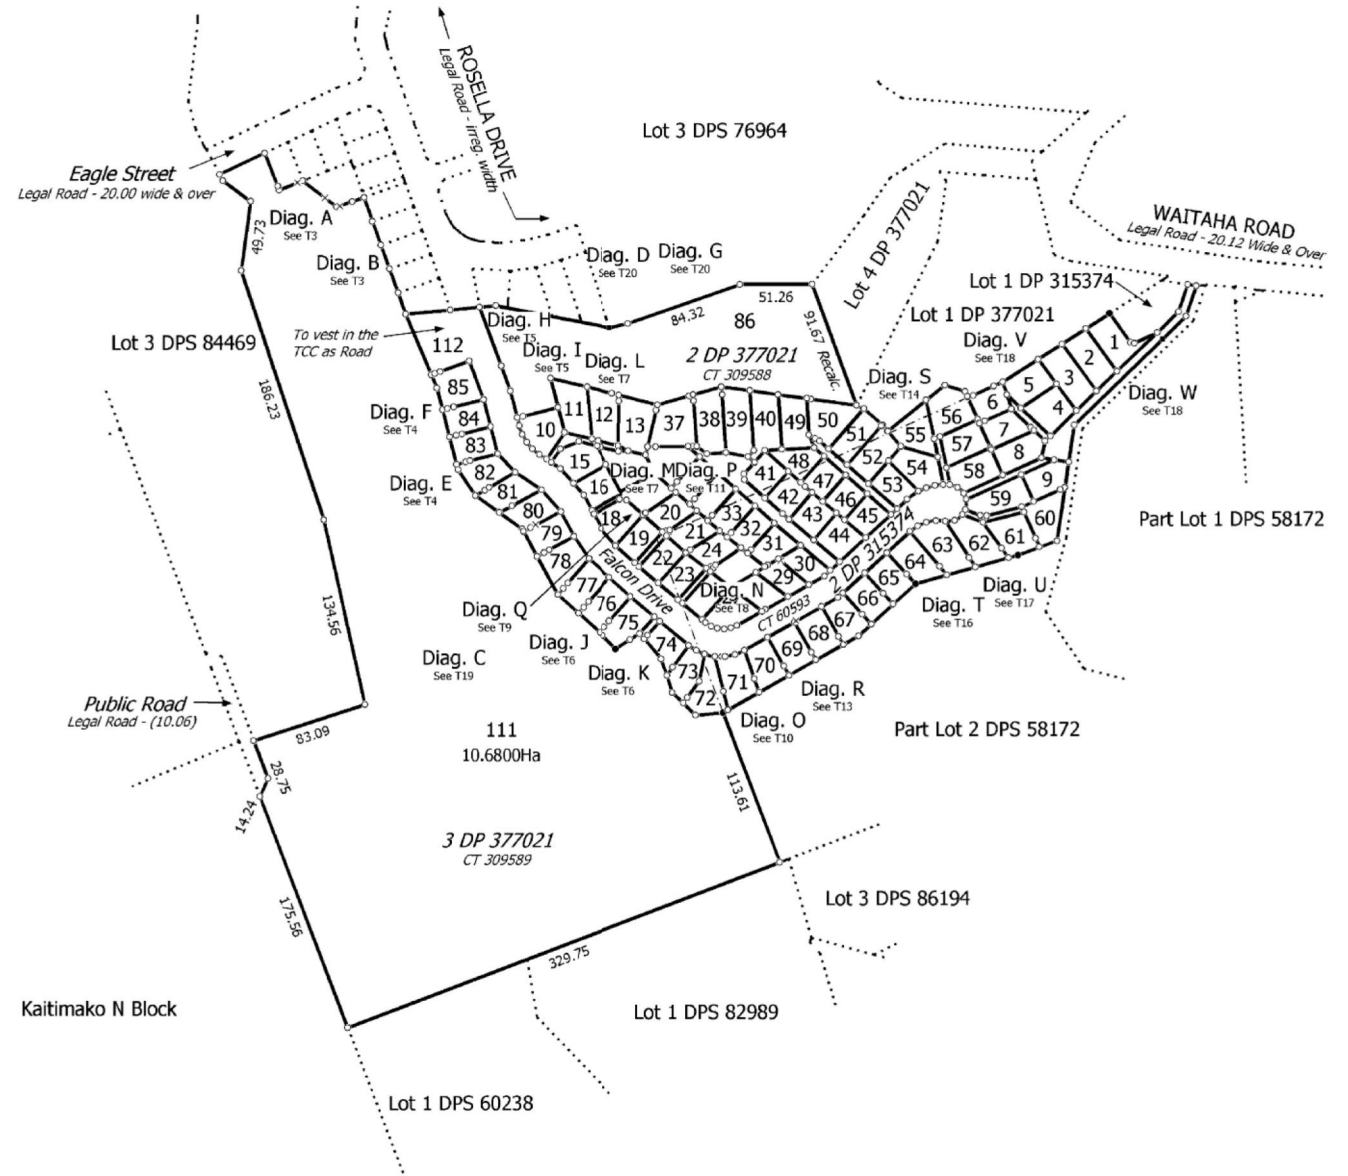 ROSELLA DRIVE
Legal Road - irreg. width
Lot 3 DPS 76964
Eagle Street
Legal Road - 20.00 wide & over
Lot 4 DP 377021
WAITAHA ROAD
Legal Road - 20.12 Wide & Over
Diag. A
See T3
49.73
Diag. B
See T3
Diag. D
See T20
Diag. G
See T20
Lot 1 DP 315374
Lot 1 DP 377021
51.26
84.32
86
91.67 Recalc.
Diag. H
See T5
To vest in the
TCC as Road
112
Lot 3 DPS 84469
Diag. I
See T5
Diag. L
See T7
2 DP 377021
CT 309588
Diag. V
See T18
1
2
3
4
5
6
Diag. S
See T14
Diag. W
See T18
186.23
85
84
83
82
81
80
79
78
77
76
75
74
73
72
71
70
69
68
67
66
65
64
63
62
61
60
59
58
57
56
55
54
53
52
51
50
49
40
39
38
37
13
12
11
10
15
16
18
19
20
21
22
23
24
29
30
31
32
33
41
42
43
44
45
46
47
48
7
8
9
Diag. F
See T4
Diag. E
See T4
Diag. M
See T7
Diag. P
See T11
Part Lot 1 DPS 58172
2 DP 315374
CT 60593
Falcon Drive
Diag. N
See T8
Diag. Q
See T9
Diag. J
See T6
Diag. K
See T6
Diag. C
See T19
Diag. U
See T17
Diag. T
See T16
Diag. R
See T13
Diag. O
See T10
134.56
Public Road
Legal Road - (10.06)
83.09
28.75
14.24
111
10.6800Ha
Part Lot 2 DPS 58172
113.61
3 DP 377021
CT 309589
175.56
329.75
Lot 3 DPS 86194
Kaitimako N Block
Lot 1 DPS 82989
Lot 1 DPS 60238